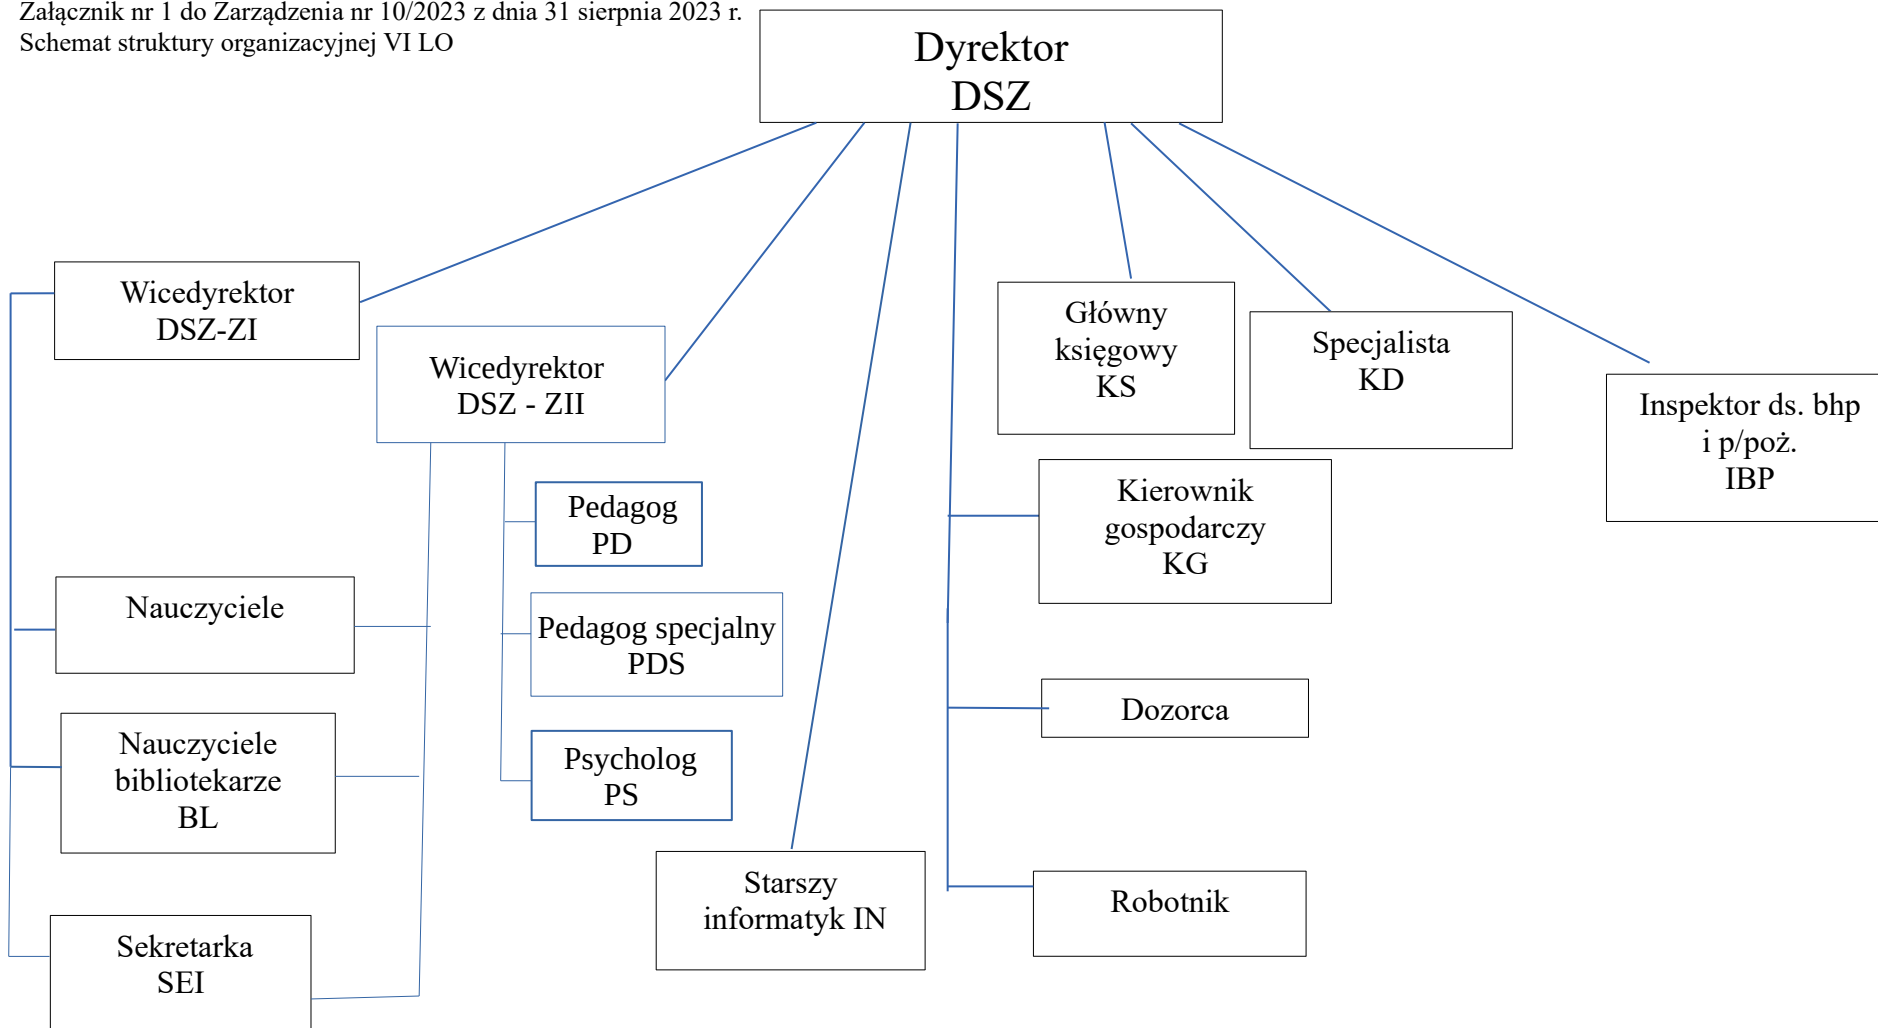 Załącznik nr 1 do Zarządzenia nr 10/2023 z dnia 31 sierpnia 2023 r.
Schemat struktury organizacyjnej VI LO
Dyrektor
DSZ
Wicedyrektor
DSZ-ZI
Wicedyrektor
DSZ - ZII
Główny
księgowy
KS
Specjalista
KD
Inspektor ds. bhp
i p/poż.
IBP
Pedagog
PD
Kierownik
gospodarczy
KG
Nauczyciele
Pedagog specjalny
PDS
Dozorca
Nauczyciele
bibliotekarze
BL
Psycholog
PS
Starszy
informatyk IN
Robotnik
Sekretarka
SEI